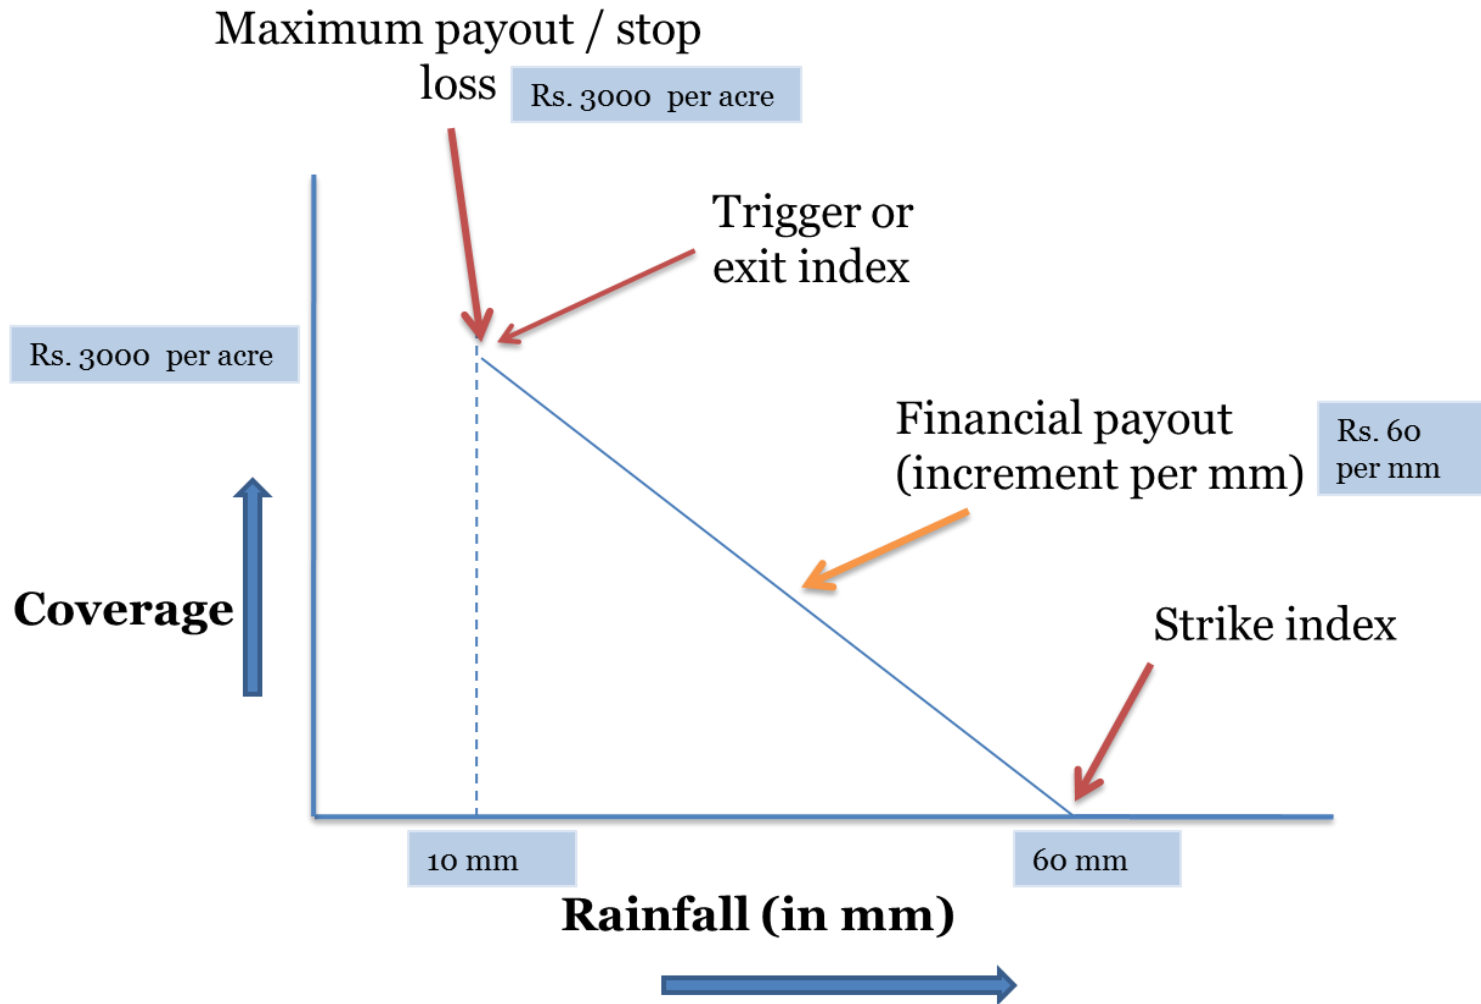 Maximum payout / stop
loss
Rs. 3000 per acre
Trigger or
exit index
Rs. 3000 per acre
Financial payout
(increment per mm)
Rs. 60
per mm
Coverage
Strike index
10 mm
60 mm
Rainfall (in mm)